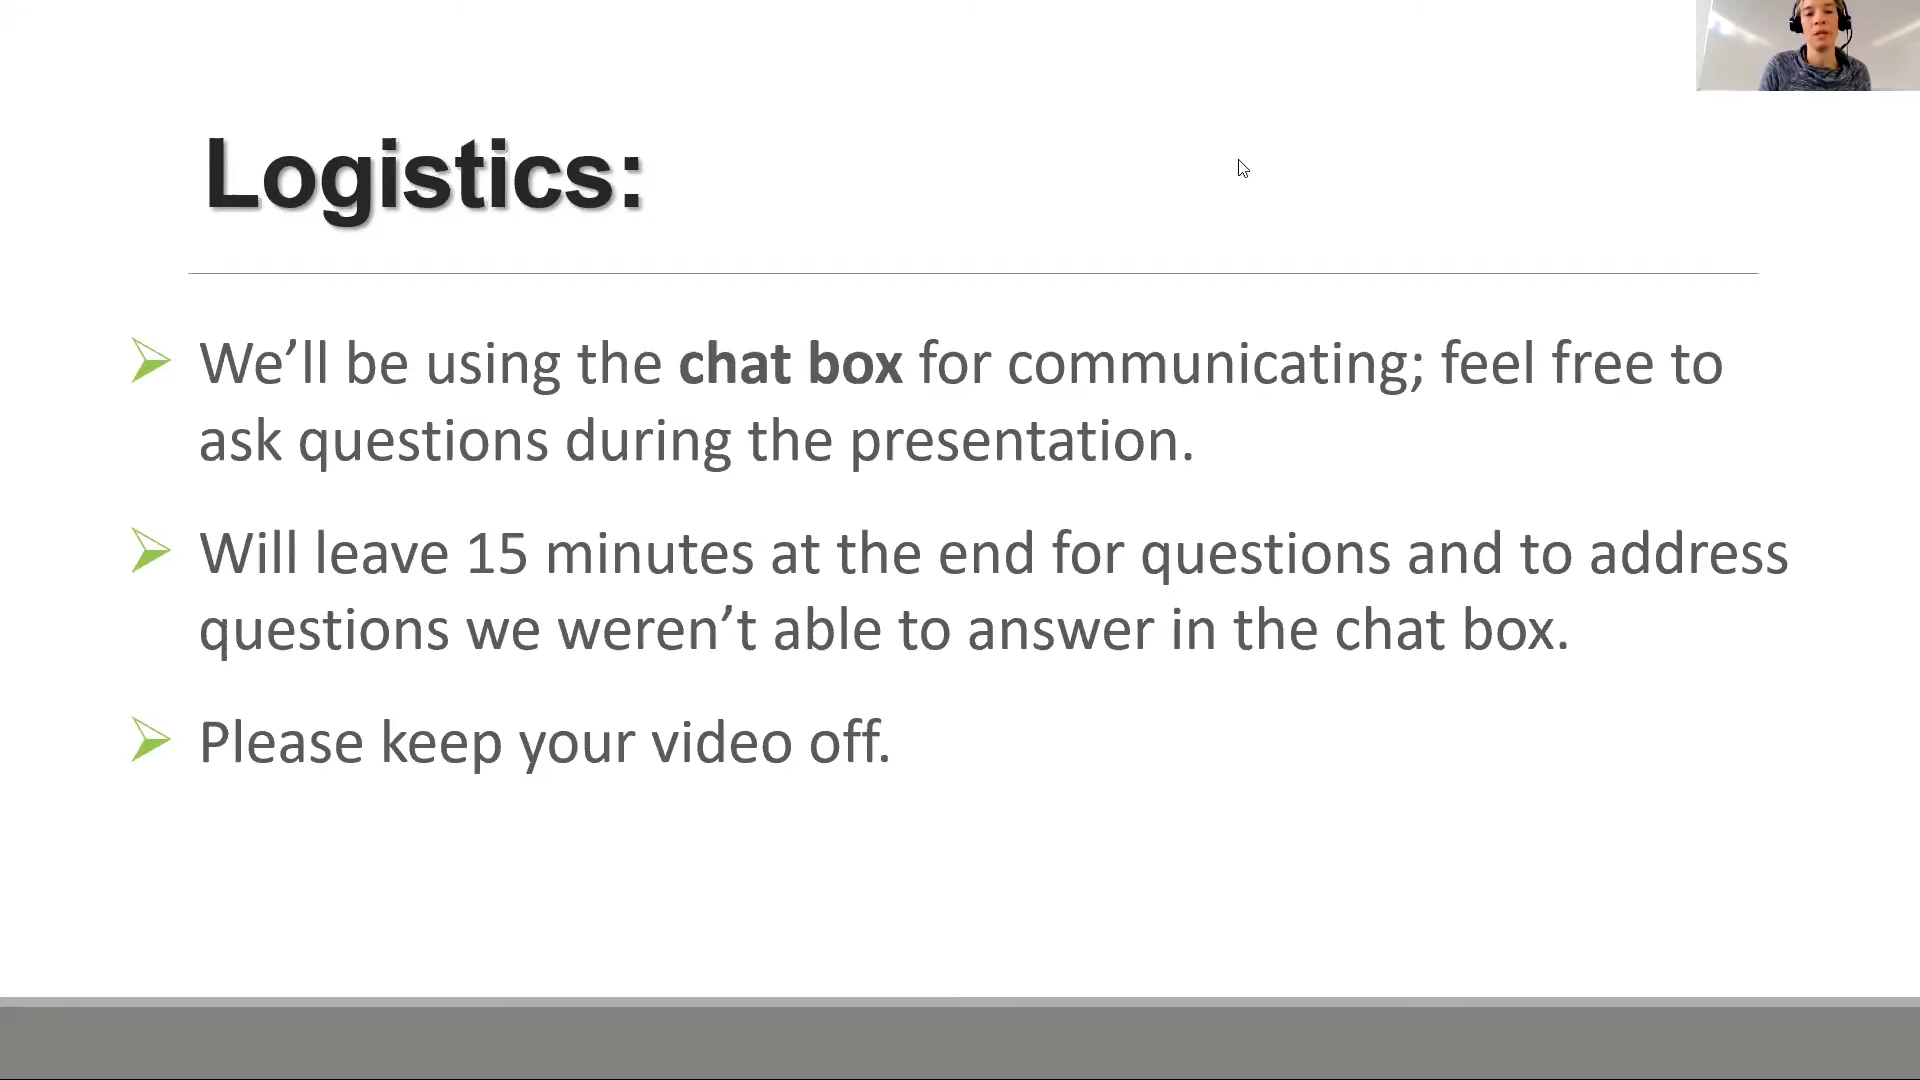 Logistics:
We’ll be using the chat box for communicating; feel free to
ask questions during the presentation.
Will leave 15 minutes at the end for questions and to address
questions we weren’t able to answer in the chat box.
Please keep your video off.